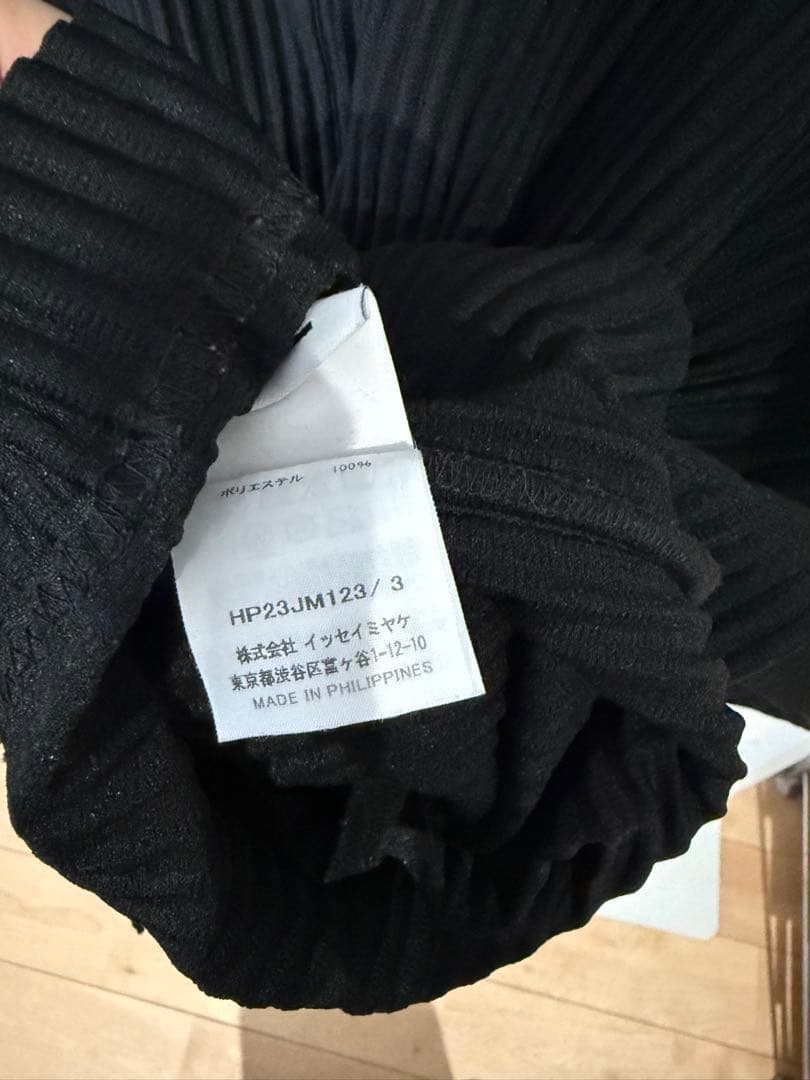 ポリエステル 100%
HP23JM123/ 3
株式会社 イッセイミヤケ
東京都渋谷区富ヶ谷1-12-10
MADE IN PHILIPPINES